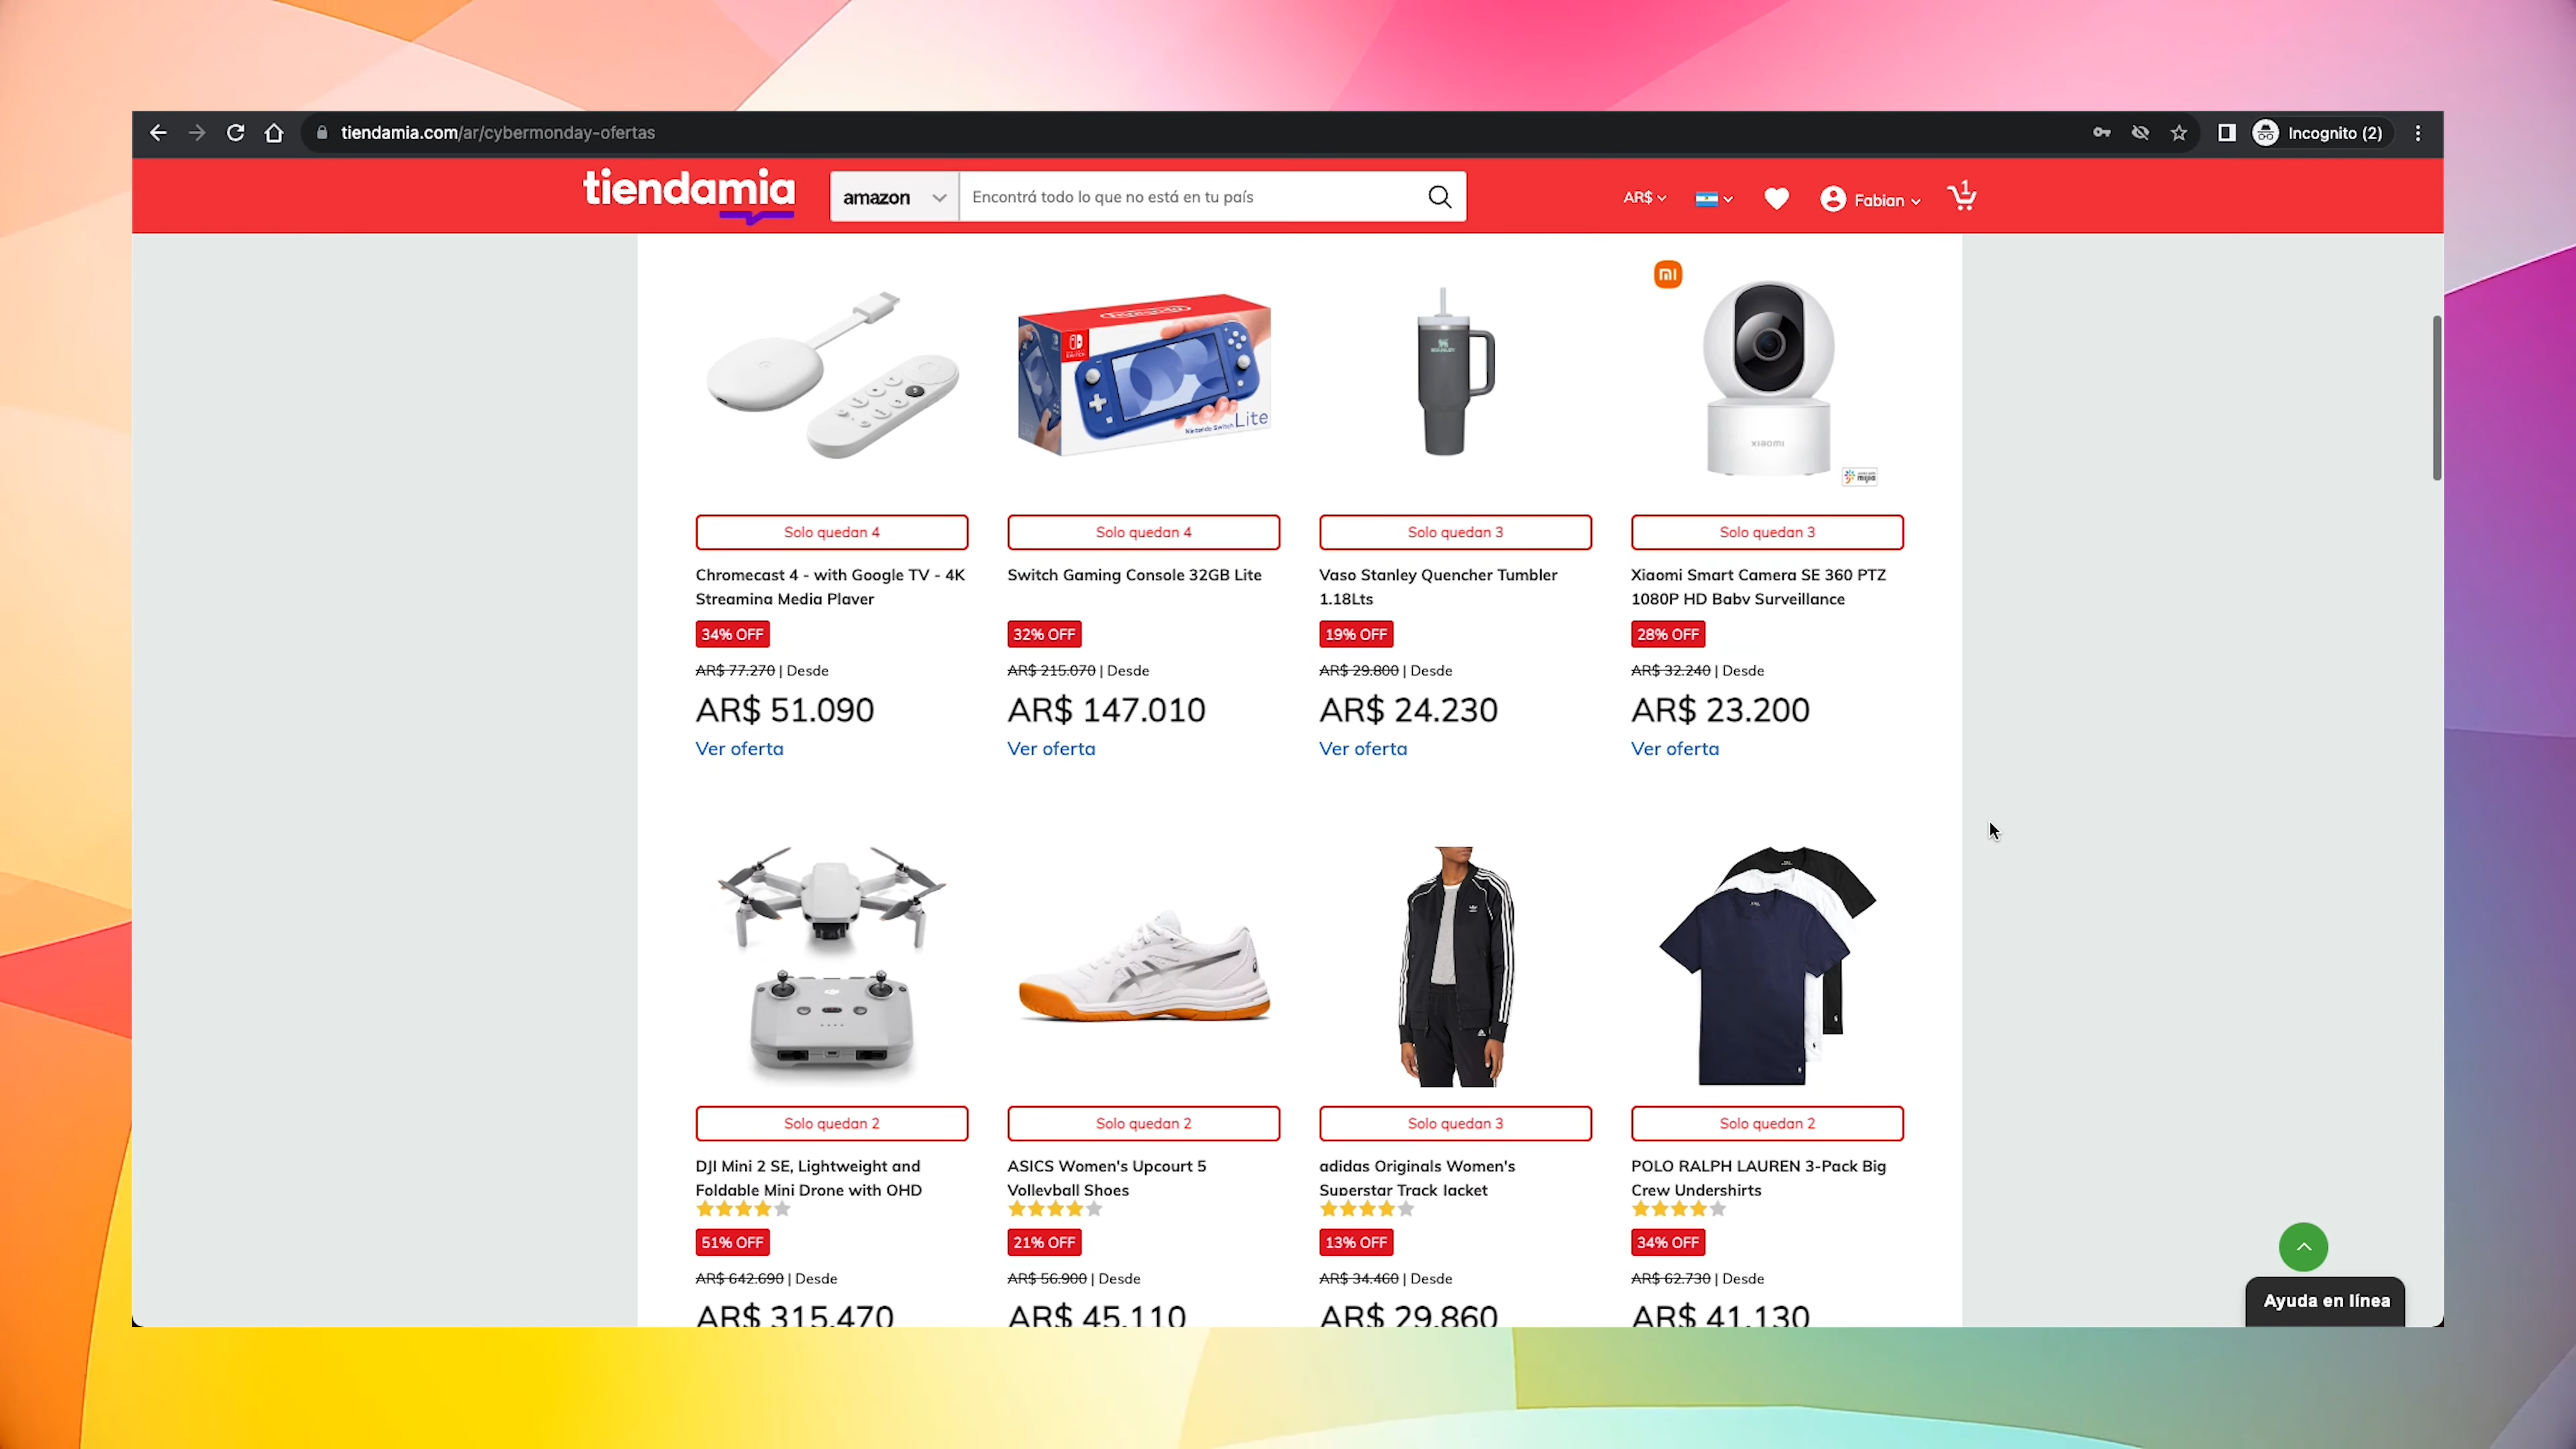 tiendamia.com/ar/cybermonday-ofertas
Incognito (2)
tiendamia
amazon
Encontrá todo lo que no está en tu país
AR$
Fabian
1
Nintendo Switch Lite
STANLEY
mi
xiaomi
mijia
Solo quedan 4
Solo quedan 4
Solo quedan 3
Solo quedan 3
Chromecast 4 - with Google TV - 4K
Streaming Media Player
Switch Gaming Console 32GB Lite
Vaso Stanley Quencher Tumbler
1.18Lts
Xiaomi Smart Camera SE 360 PTZ
1080P HD Baby Surveillance
34% OFF
32% OFF
19% OFF
28% OFF
AR$ 77.270 | Desde
AR$ 215.070 | Desde
AR$ 29.800 | Desde
AR$ 32.240 | Desde
AR$ 51.090
AR$ 147.010
AR$ 24.230
AR$ 23.200
Ver oferta
Ver oferta
Ver oferta
Ver oferta
Solo quedan 2
Solo quedan 2
Solo quedan 3
Solo quedan 2
DJI Mini 2 SE, Lightweight and
Foldable Mini Drone with QHD
ASICS Women's Upcourt 5
Volleyball Shoes
adidas Originals Women's
Superstar Track Jacket
POLO RALPH LAUREN 3-Pack Big
Crew Undershirts
51% OFF
21% OFF
13% OFF
34% OFF
AR$ 642.690 | Desde
AR$ 56.900 | Desde
AR$ 34.460 | Desde
AR$ 62.730 | Desde
AR$ 315.470
AR$ 45.110
AR$ 29.860
AR$ 41.130
Ayuda en línea